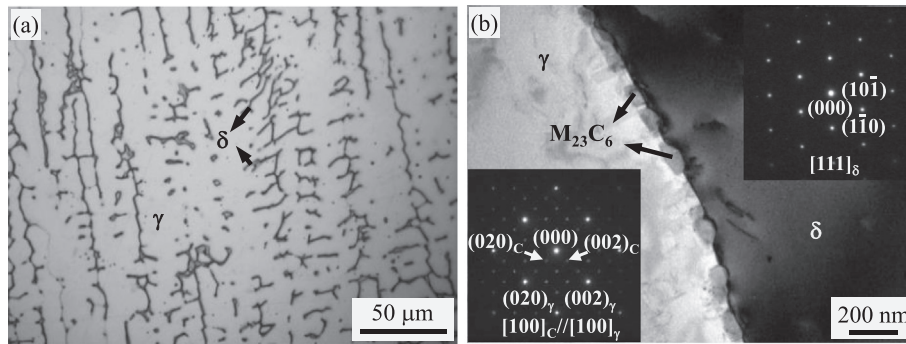 (a)
δ
γ
50 μm
(b)
γ
M₂₃C₆
δ
200 nm
(101̄)
(000)
(11̄0)
[111]δ
(020)C (000) (002)C
(020)γ (002)γ
[100]C//[100]γ